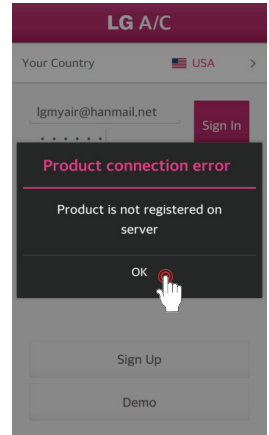 LG A/C
Your Country USA >
lgmyair@hanmail.net
Sign In
......
Product connection error
Product is not registered on
server
OK
Sign Up
Demo